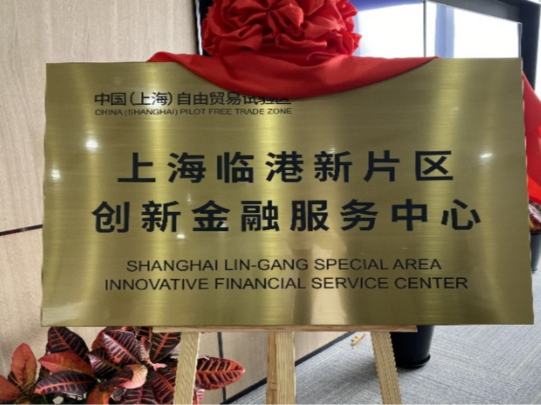 中国(上海)自由贸易试验区
CHINA (SHANGHAI) PILOT FREE TRADE ZONE
上海临港新片区
创新金融服务中心
SHANGHAI LIN-GANG SPECIAL AREA
INNOVATIVE FINANCIAL SERVICE CENTER